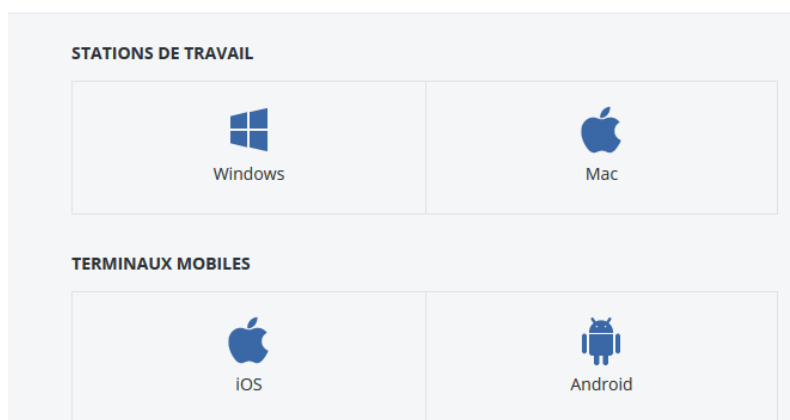 STATIONS DE TRAVAIL
Windows
Mac
TERMINAUX MOBILES
iOS
Android